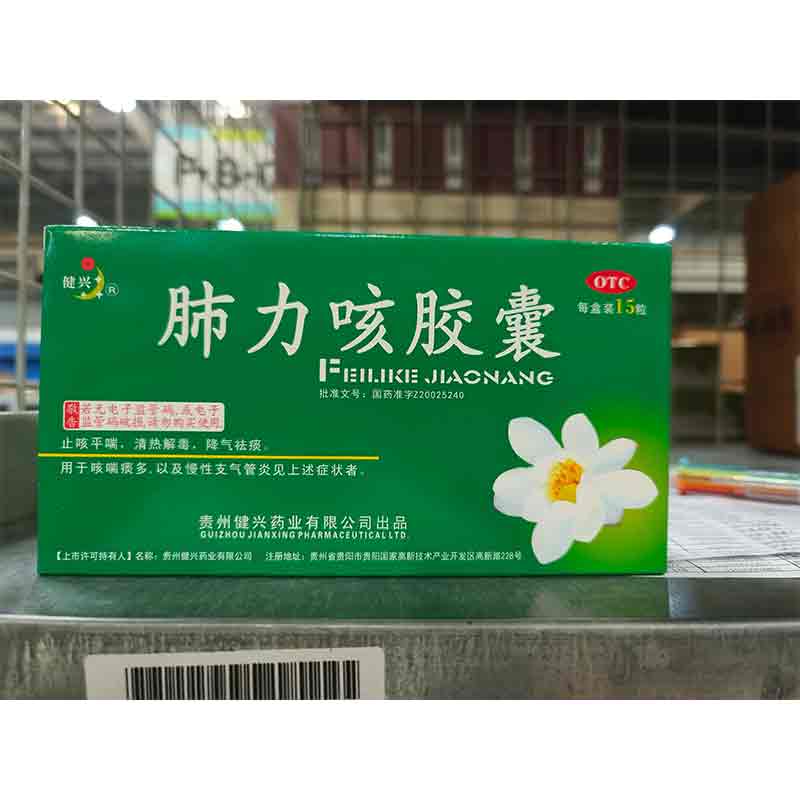 健兴
®
肺力咳胶囊
FEILIKE JIAONANG
批准文号：国药准字Z20025240
OTC
每盒装15粒
敬告
若无电子监管码，或电子
监管码破损，请勿购买使用
止咳平喘，清热解毒，降气祛痰。
用于咳喘痰多，以及慢性支气管炎见上述症状者。
贵州健兴药业有限公司出品
GUIZHOU JIANXING PHARMACEUTICAL LTD.
【上市许可持有人】名称：贵州健兴药业有限公司 注册地址：贵州省贵阳市贵阳国家高新技术产业开发区高新路228号